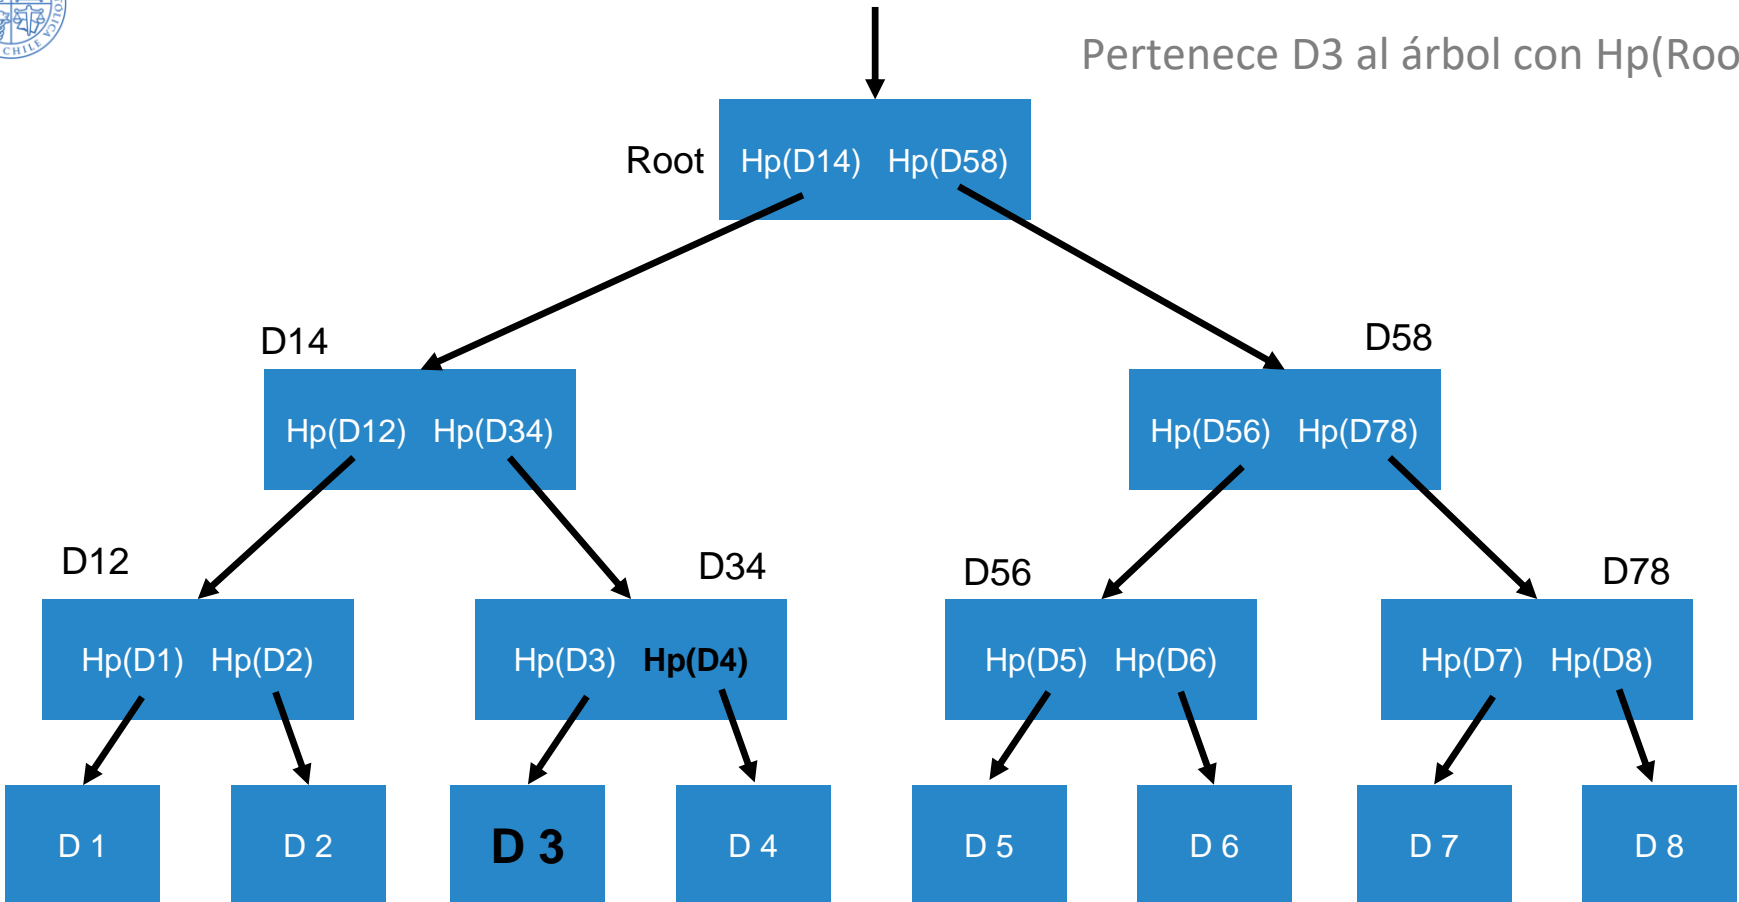 CHILE
Pertenece D3 al árbol con Hp(Roo
Root
Hp(D14) Hp(D58)
D14
D58
Hp(D12) Hp(D34)
Hp(D56) Hp(D78)
D12
D34
D56
D78
Hp(D1) Hp(D2)
Hp(D3) Hp(D4)
Hp(D5) Hp(D6)
Hp(D7) Hp(D8)
D 1
D 2
D 3
D 4
D 5
D 6
D 7
D 8